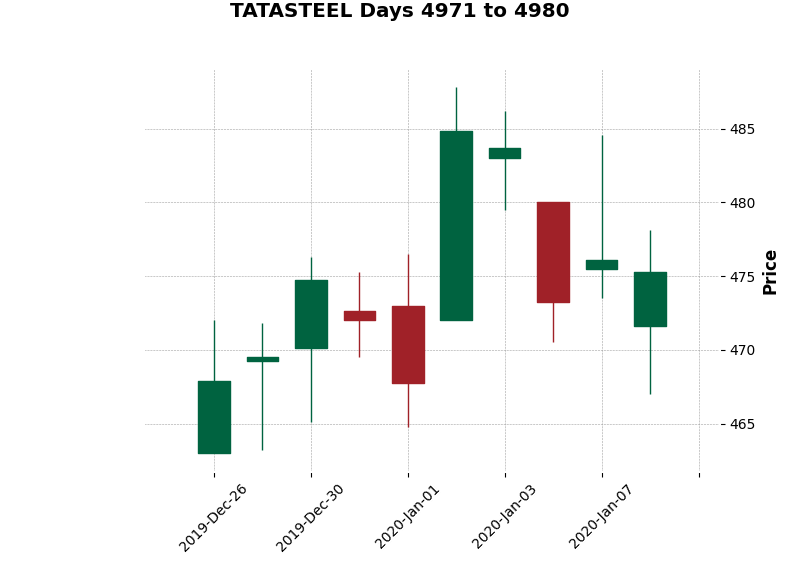 TATASTEEL Days 4971 to 4980
485
480
475
470
465
Price
2019-Dec-26
2019-Dec-30
2020-Jan-01
2020-Jan-03
2020-Jan-07